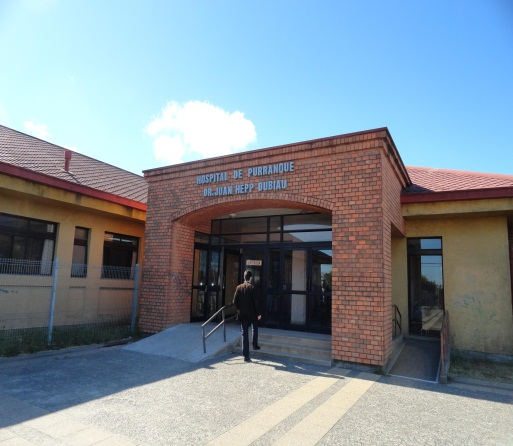 HOSPITAL DE PURRANQUE
DR. JUAN HEPP DUBIAU